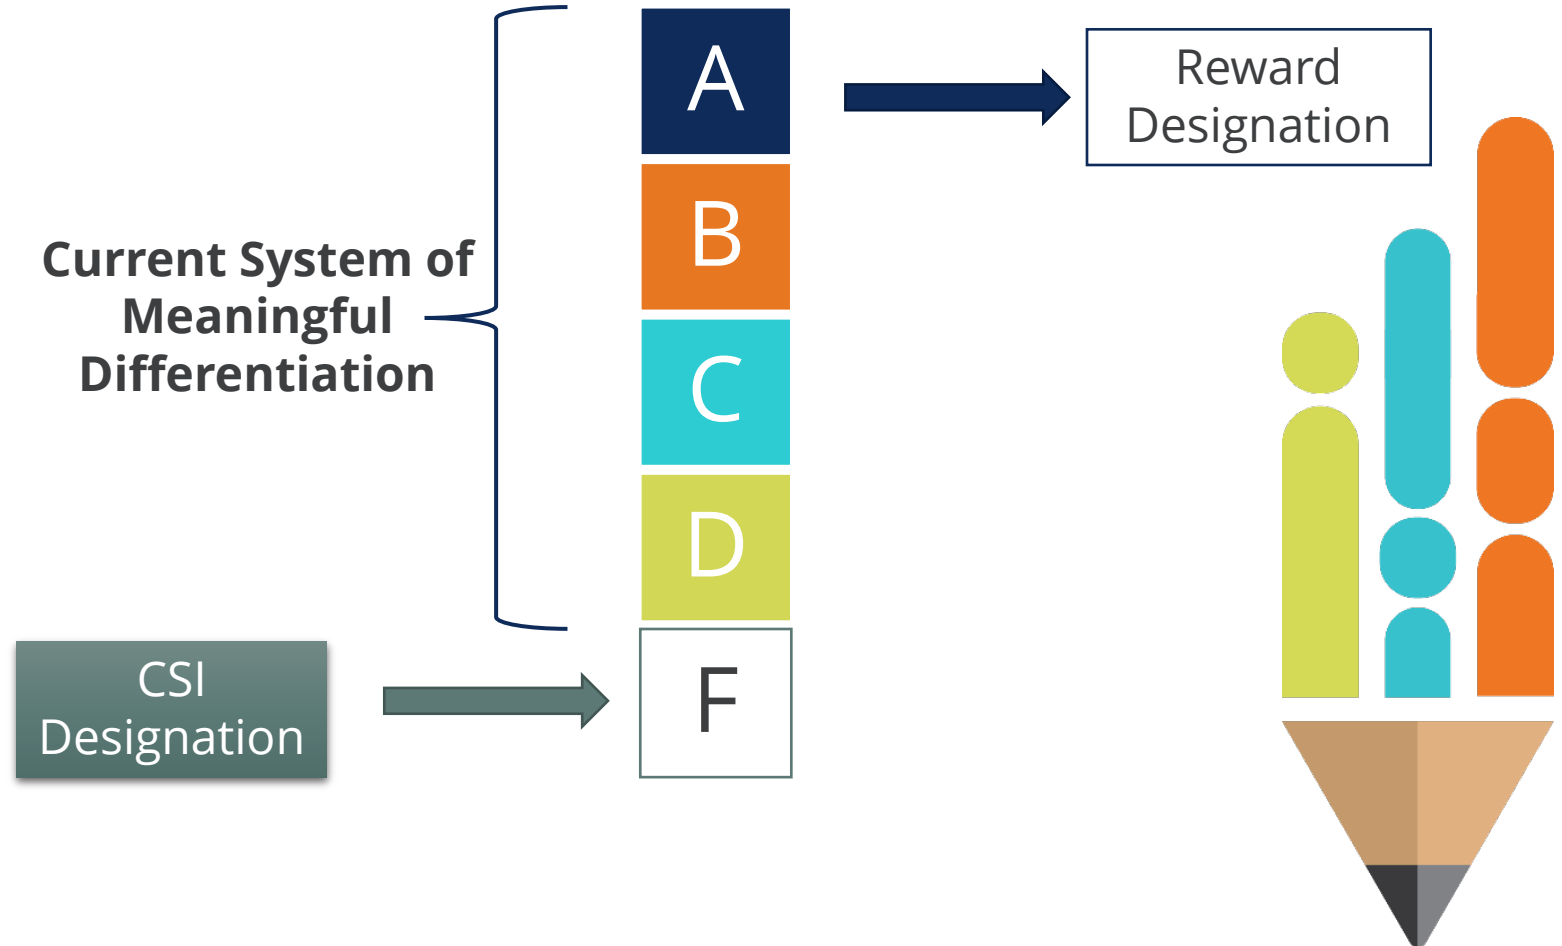 A
Reward
Designation
B
Current System of
Meaningful
Differentiation
C
D
CSI
Designation
F